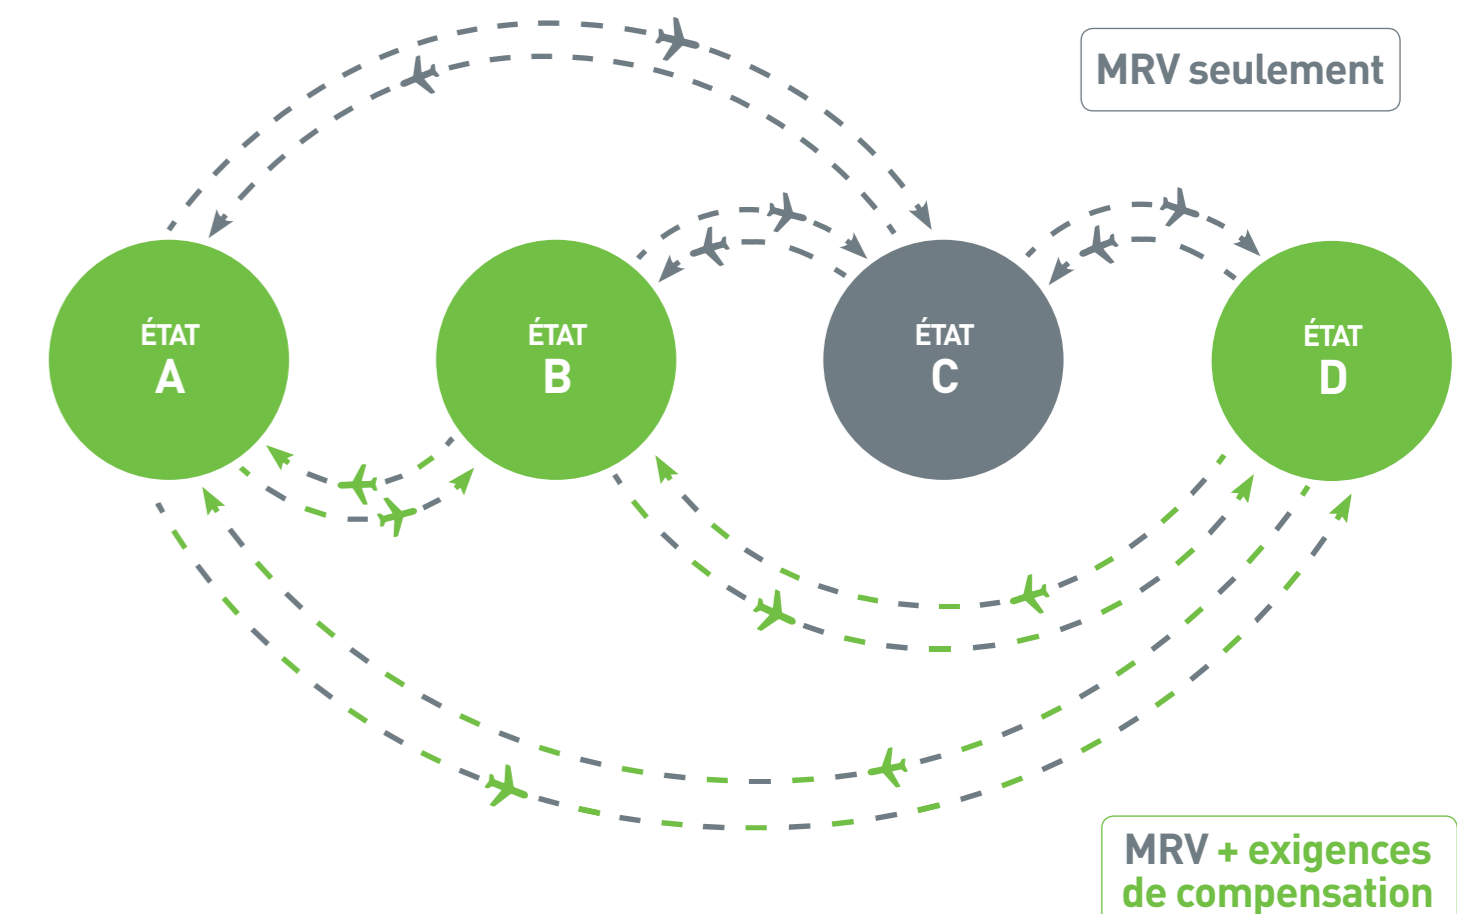 MRV seulement
ÉTAT
A
ÉTAT
B
ÉTAT
C
ÉTAT
D
MRV + exigences
de compensation